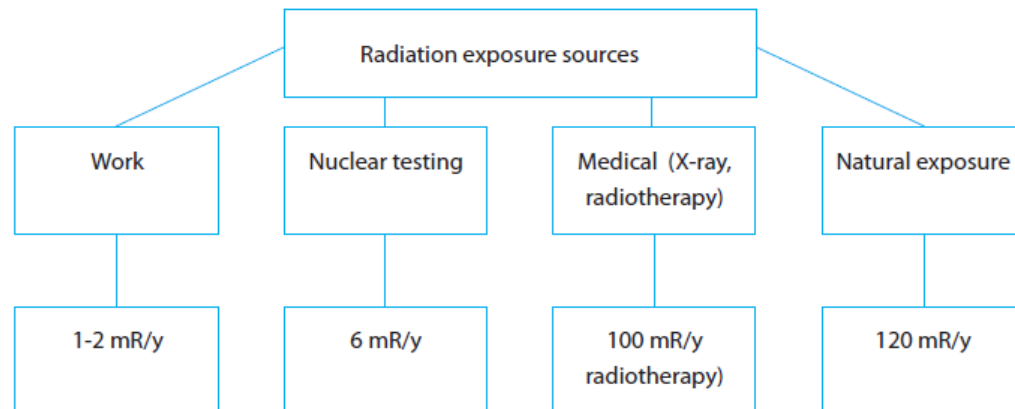 Radiation exposure sources
Work
Nuclear testing
Medical (X-ray,
radiotherapy)
Natural exposure
1-2 mR/y
6 mR/y
100 mR/y
radiotherapy)
120 mR/y